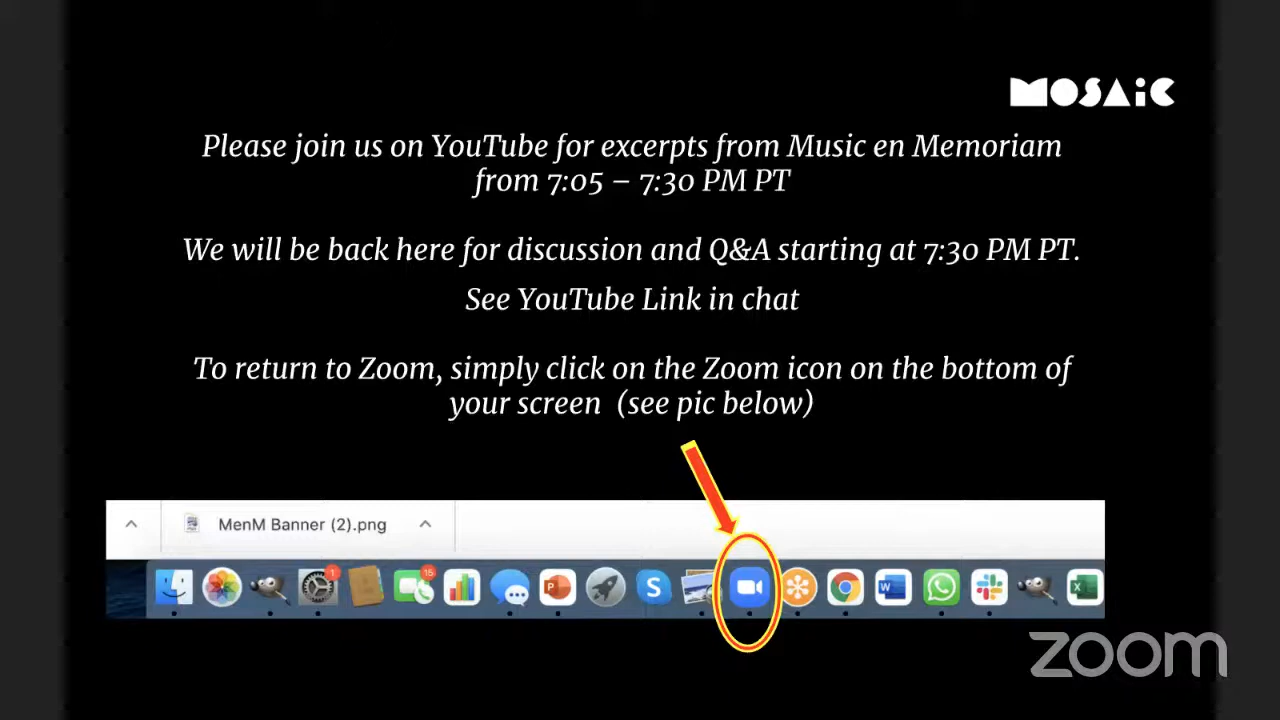 MOSAiC
Please join us on YouTube for excerpts from Music en Memoriam
from 7:05 – 7:30 PM PT
We will be back here for discussion and Q&A starting at 7:30 PM PT.
See YouTube Link in chat
To return to Zoom, simply click on the Zoom icon on the bottom of
your screen (see pic below)
MenM Banner (2).png
1
15
P
S
W
X
zoom